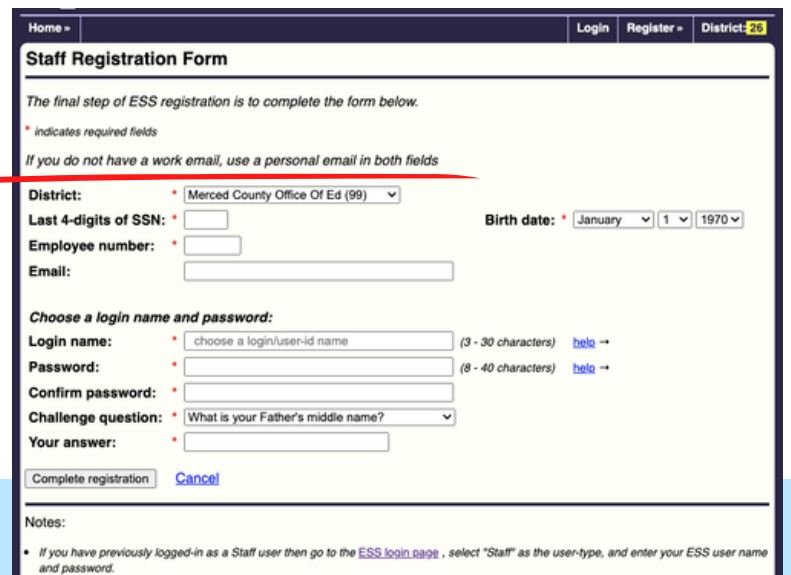 Home »
Login Register » District: 26
Staff Registration Form
The final step of ESS registration is to complete the form below.
* indicates required fields
If you do not have a work email, use a personal email in both fields
District: * Merced County Office Of Ed (99)
Last 4-digits of SSN: * Birth date: * January 1 1970
Employee number: *
Email:
Choose a login name and password:
Login name: * choose a login/user-id name (3 - 30 characters) help →
Password: * (8 - 40 characters) help →
Confirm password: *
Challenge question: * What is your Father's middle name?
Your answer: *
Complete registration Cancel
Notes:
• If you have previously logged-in as a Staff user then go to the ESS login page , select "Staff" as the user-type, and enter your ESS user name
and password.